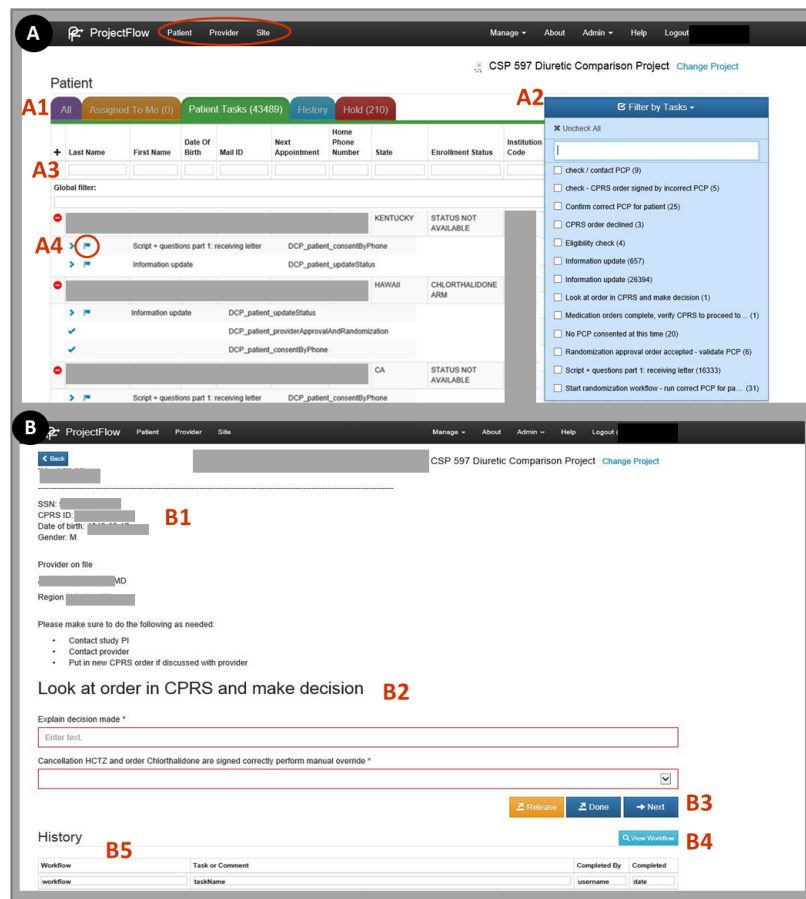 A
ProjectFlow Patient Provider Site Manage About Admin Help Logout
CSP 597 Diuretic Comparison Project Change Project
Patient
A1 All Assigned To Me (0) Patient Tasks (43489) History Hold (210)
A2
Filter by Tasks
Uncheck All
Last Name First Name Date Of Birth Mail ID Next Appointment Home Phone Number State Enrollment Status Institution Code
A3
Global filter:
KENTUCKY STATUS NOT AVAILABLE
A4 Script + questions part 1: receiving letter DCP_patient_consentByPhone
Information update DCP_patient_updateStatus
HAWAII CHLORTHALIDONE ARM
Information update DCP_patient_updateStatus
DCP_patient_providerApprovalAndRandomization
DCP_patient_consentByPhone
CA STATUS NOT AVAILABLE
Script + questions part 1: receiving letter DCP_patient_consentByPhone
check / contact PCP (9)
check - CPRS order signed by incorrect PCP (5)
Confirm correct PCP for patient (25)
CPRS order declined (3)
Eligibility check (4)
Information update (657)
Information update (26394)
Look at order in CPRS and make decision (1)
Medication orders complete, verify CPRS to proceed to... (1)
No PCP consented at this time (20)
Randomization approval order accepted - validate PCP (6)
Script + questions part 1: receiving letter (16333)
Start randomization workflow - run correct PCP for pa... (31)
B
ProjectFlow Patient Provider Site Manage About Admin Help Logout
Back
CSP 597 Diuretic Comparison Project Change Project
SSN:
CPRS ID:
B1
Date of birth:
Gender: M
Provider on file
MD
Region
Please make sure to do the following as needed:
• Contact study PI
• Contact provider
• Put in new CPRS order if discussed with provider
Look at order in CPRS and make decision B2
Explain decision made *
Enter text.
Cancellation HCTZ and order Chlorthalidone are signed correctly perform manual override *
Release Done Next B3
History View Workflow B4
B5
Workflow Task or Comment Completed By Completed
workflow taskName username date